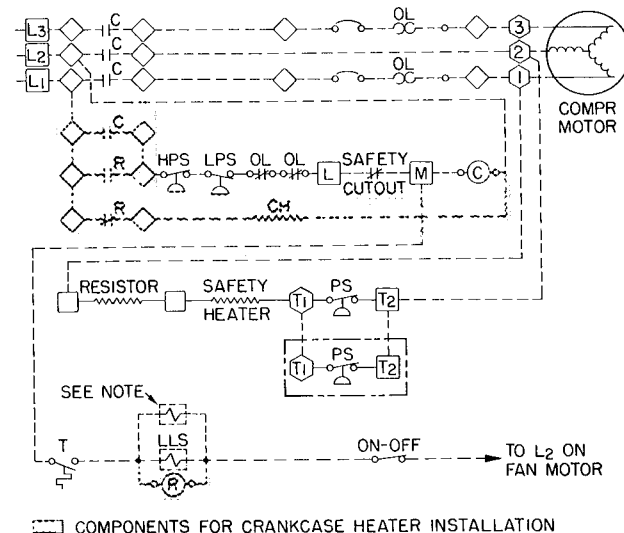 L3 C OL 3
L2 C 2
L1 C OL 1
COMPR
MOTOR
C
R HPS LPS OL OL L SAFETY
CUTOUT M C
R CH
RESISTOR SAFETY
HEATER T1 PS T2
T1 PS T2
SEE NOTE
T LLS ON-OFF TO L2 ON
FAN MOTOR
R
COMPONENTS FOR CRANKCASE HEATER INSTALLATION